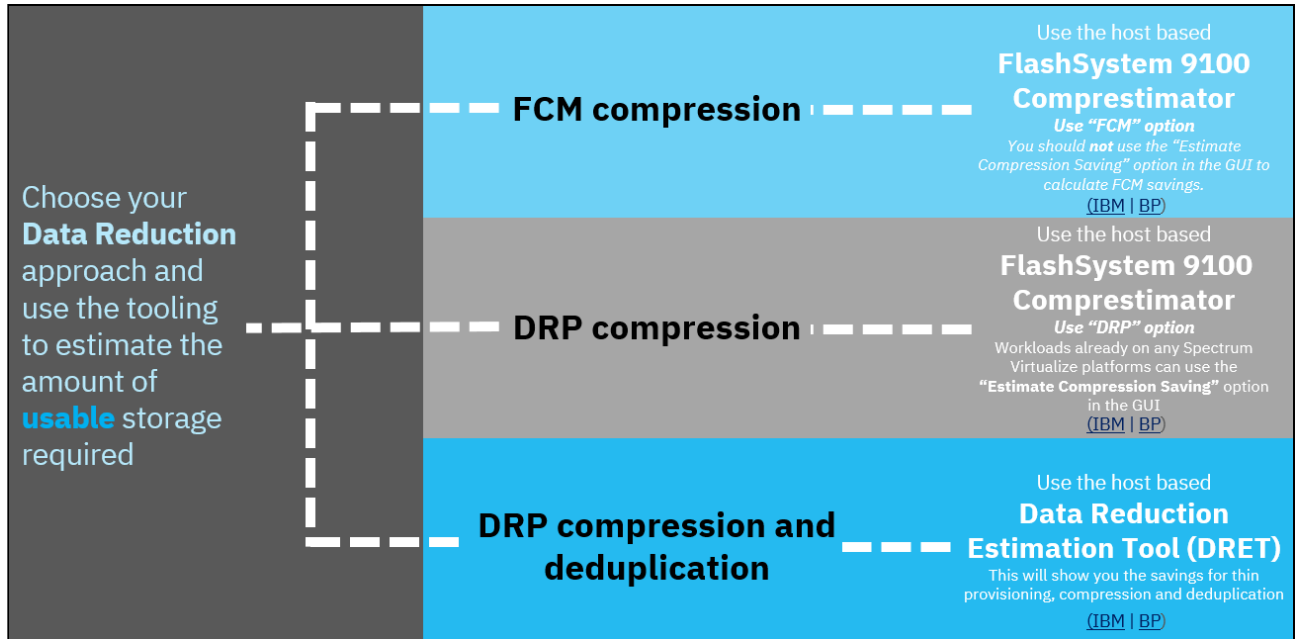 Choose your
Data Reduction
approach and
use the tooling
to estimate the
amount of
usable storage
required
FCM compression
Use the host based
FlashSystem 9100
Comprestimator
Use “FCM” option
You should not use the “Estimate
Compression Saving” option in the GUI to
calculate FCM savings.
(IBM | BP)
DRP compression
Use the host based
FlashSystem 9100
Comprestimator
Use “DRP” option
Workloads already on any Spectrum
Virtualize platforms can use the
“Estimate Compression Saving” option
in the GUI
(IBM | BP)
DRP compression and
deduplication
Use the host based
Data Reduction
Estimation Tool (DRET)
This will show you the savings for thin
provisioning, compression and deduplication
(IBM | BP)